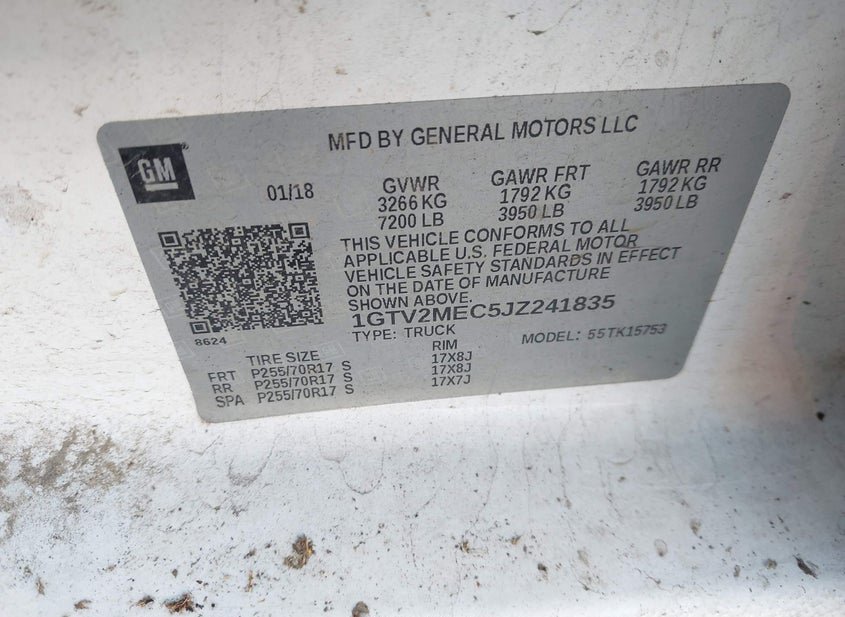 MFD BY GENERAL MOTORS LLC
GM
01/18
GVWR GAWR FRT GAWR RR
3266 KG 1792 KG 1792 KG
7200 LB 3950 LB 3950 LB
THIS VEHICLE CONFORMS TO ALL
APPLICABLE U.S. FEDERAL MOTOR
VEHICLE SAFETY STANDARDS IN EFFECT
ON THE DATE OF MANUFACTURE
SHOWN ABOVE.
1GTV2MEC5JZ241835
8624
TYPE: TRUCK MODEL: 55TK15753
TIRE SIZE RIM
FRT P255/70R17 S 17X8J
RR P255/70R17 S 17X8J
SPA P255/70R17 S 17X7J